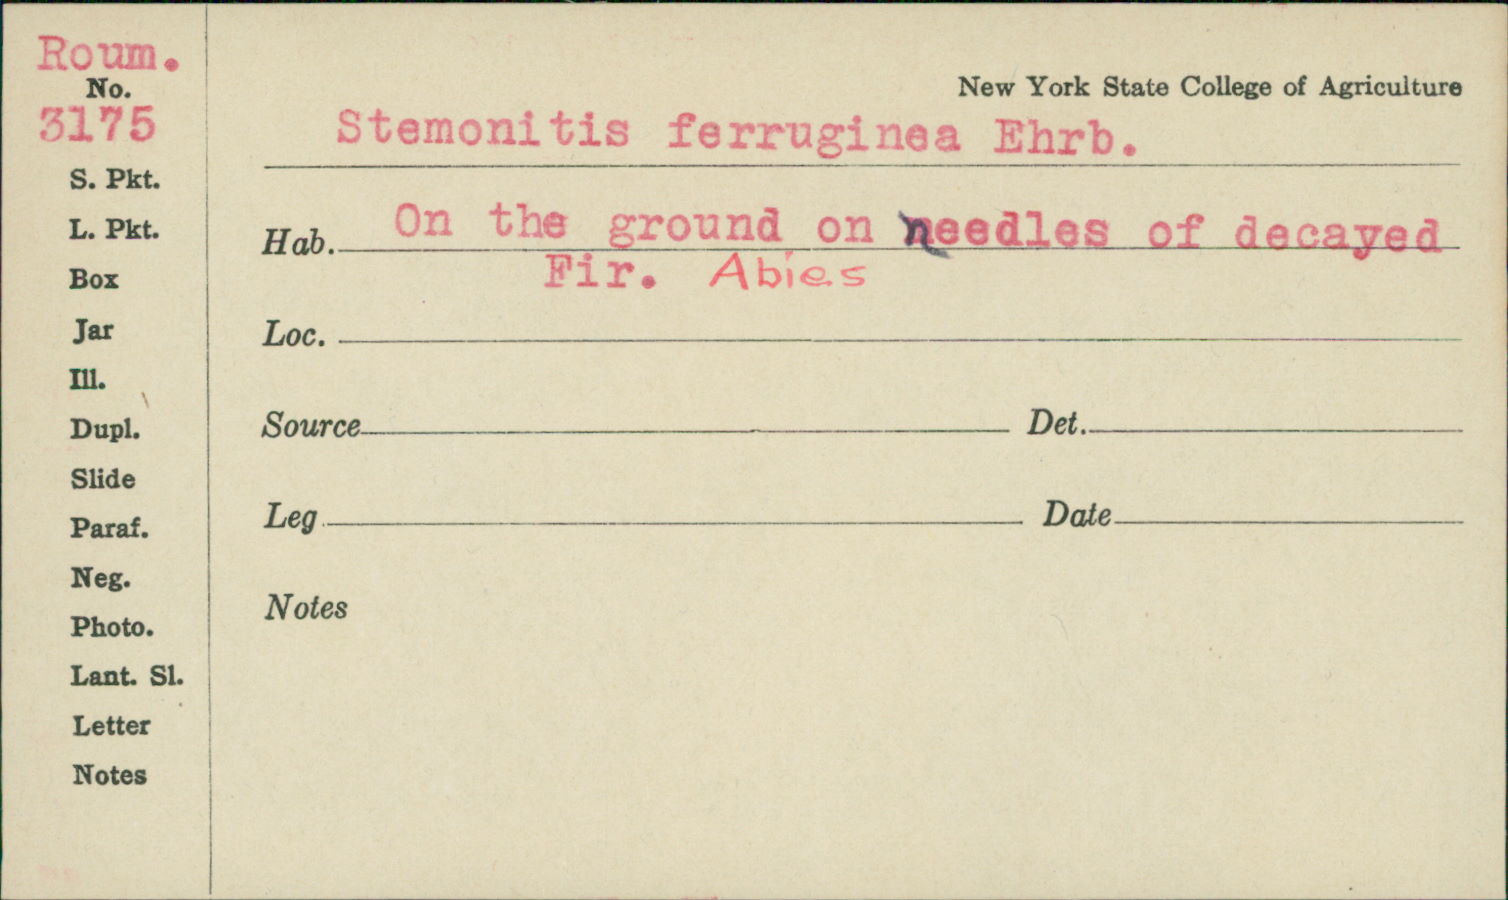 Roum.
No.
3175
S. Pkt.
L. Pkt.
Box
Jar
Ill.
Dupl.
Slide
Paraf.
Neg.
Photo.
Lant. Sl.
Letter
Notes
New York State College of Agriculture
Stemonitis ferruginea Ehrb.
Hab. On the ground on needles of decayed
Fir. Abies
Loc.
Source Det.
Leg Date
Notes